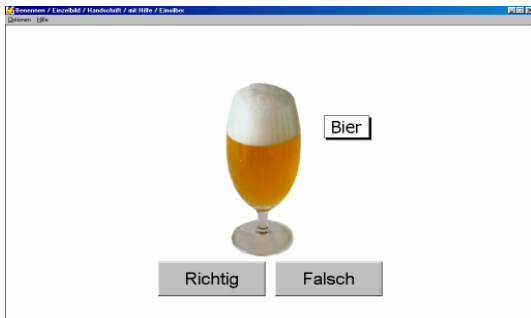 Benennen / Einzelbild / Handschrift / mit Hilfe / Einsilber
Optionen Hilfe
Bier
Richtig Falsch